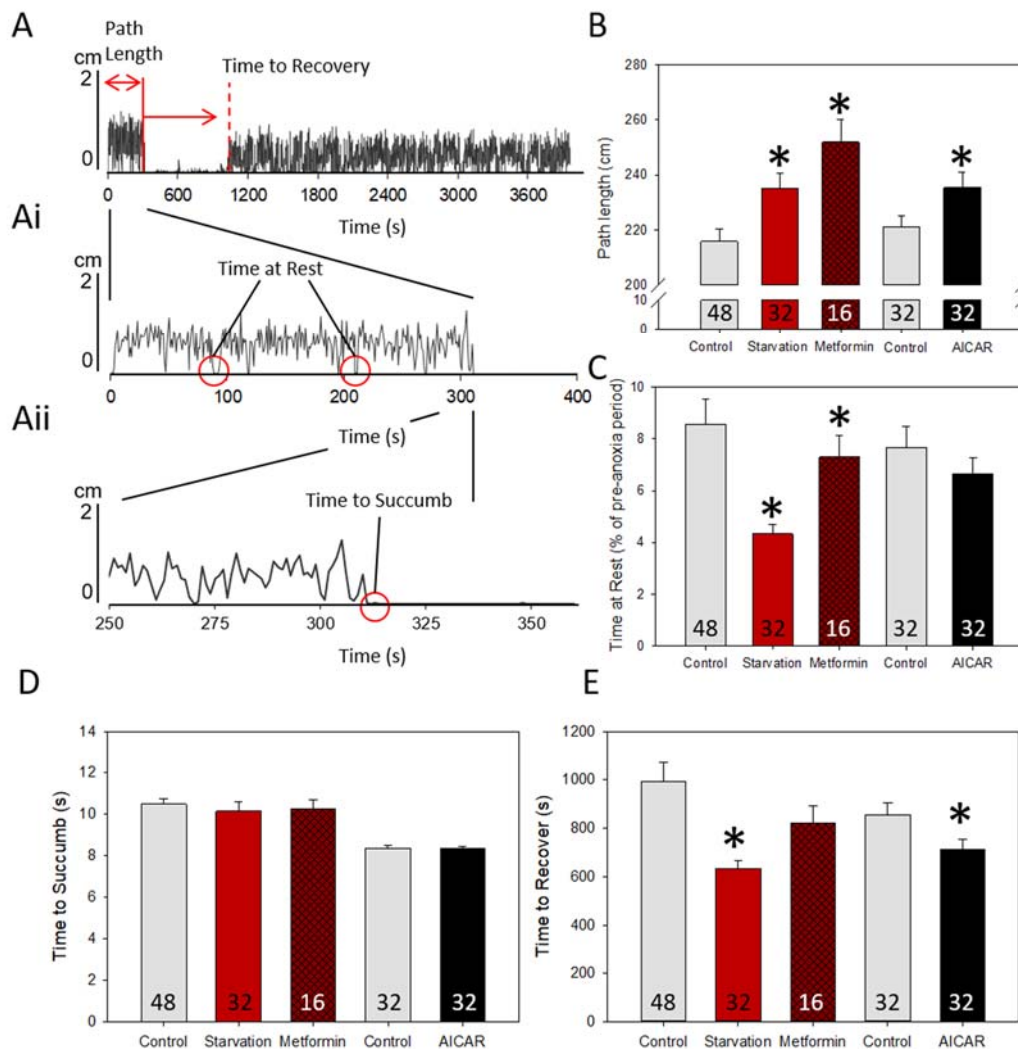 A
Path
Length
cm
2
0
Time to Recovery
0 600 1200 1800 2400 3000 3600
Time (s)
Ai
2
0
Time at Rest
0 100 200 300 400
Time (s)
Aii
cm
2
0
Time to Succumb
250 275 300 325 350
Time (s)
B
Path length (cm)
280
260
240
220
200
10
0
* * *
48 32 16 32 32
Control Starvation Metformin Control AICAR
C
Time at Rest (% of pre-anoxia period)
10
8
6
4
2
0
* *
48 32 16 32 32
Control Starvation Metformin Control AICAR
D
Time to Succumb (s)
14
12
10
8
6
4
2
0
48 32 16 32 32
Control Starvation Metformin Control AICAR
E
Time to Recover (s)
1200
1000
800
600
400
200
0
* *
48 32 16 32 32
Control Starvation Metformin Control AICAR